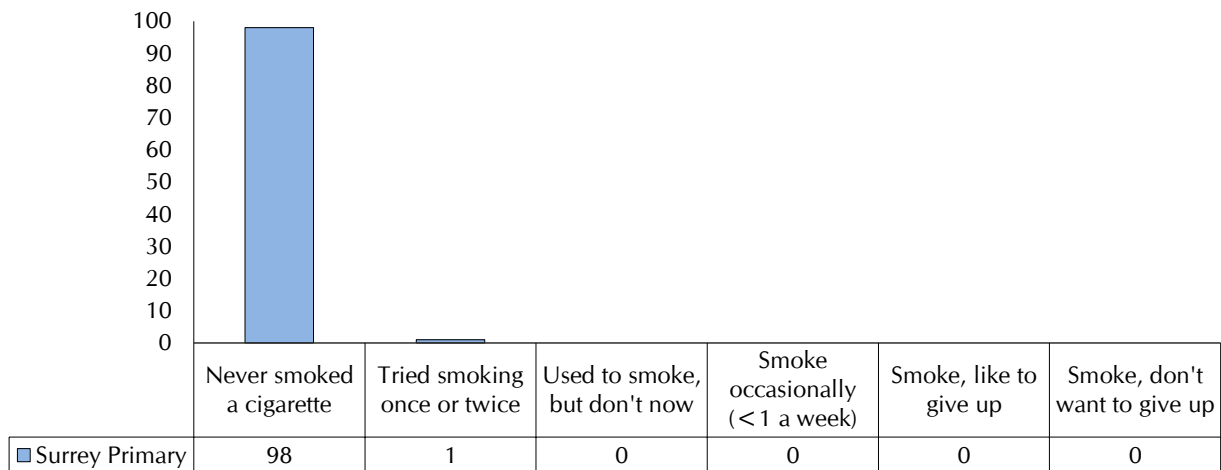 100
90
80
70
60
50
40
30
20
10
0
Never smoked
a cigarette
Tried smoking
once or twice
Used to smoke,
but don't now
Smoke
occasionally
(<1 a week)
Smoke, like to
give up
Smoke, don't
want to give up
Surrey Primary 98 1 0 0 0 0